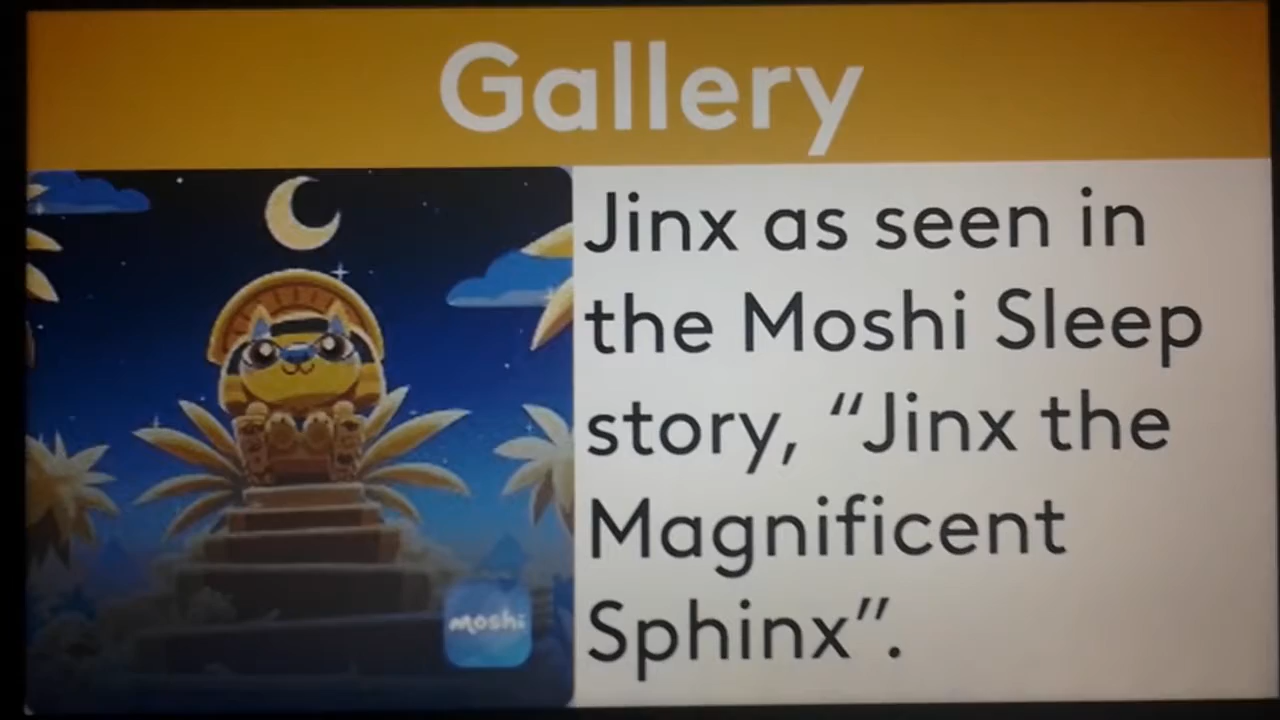 Gallery
Jinx as seen in
the Moshi Sleep
story, “Jinx the
Magnificent
Sphinx”.
moshi